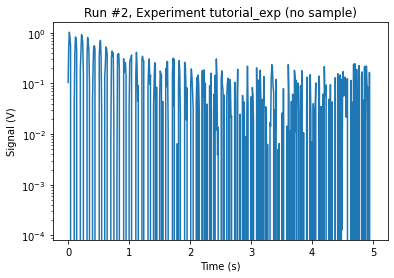 Run #2, Experiment tutorial_exp (no sample)
Signal (V)
10⁰
10⁻¹
10⁻²
10⁻³
10⁻⁴
0 1 2 3 4 5
Time (s)